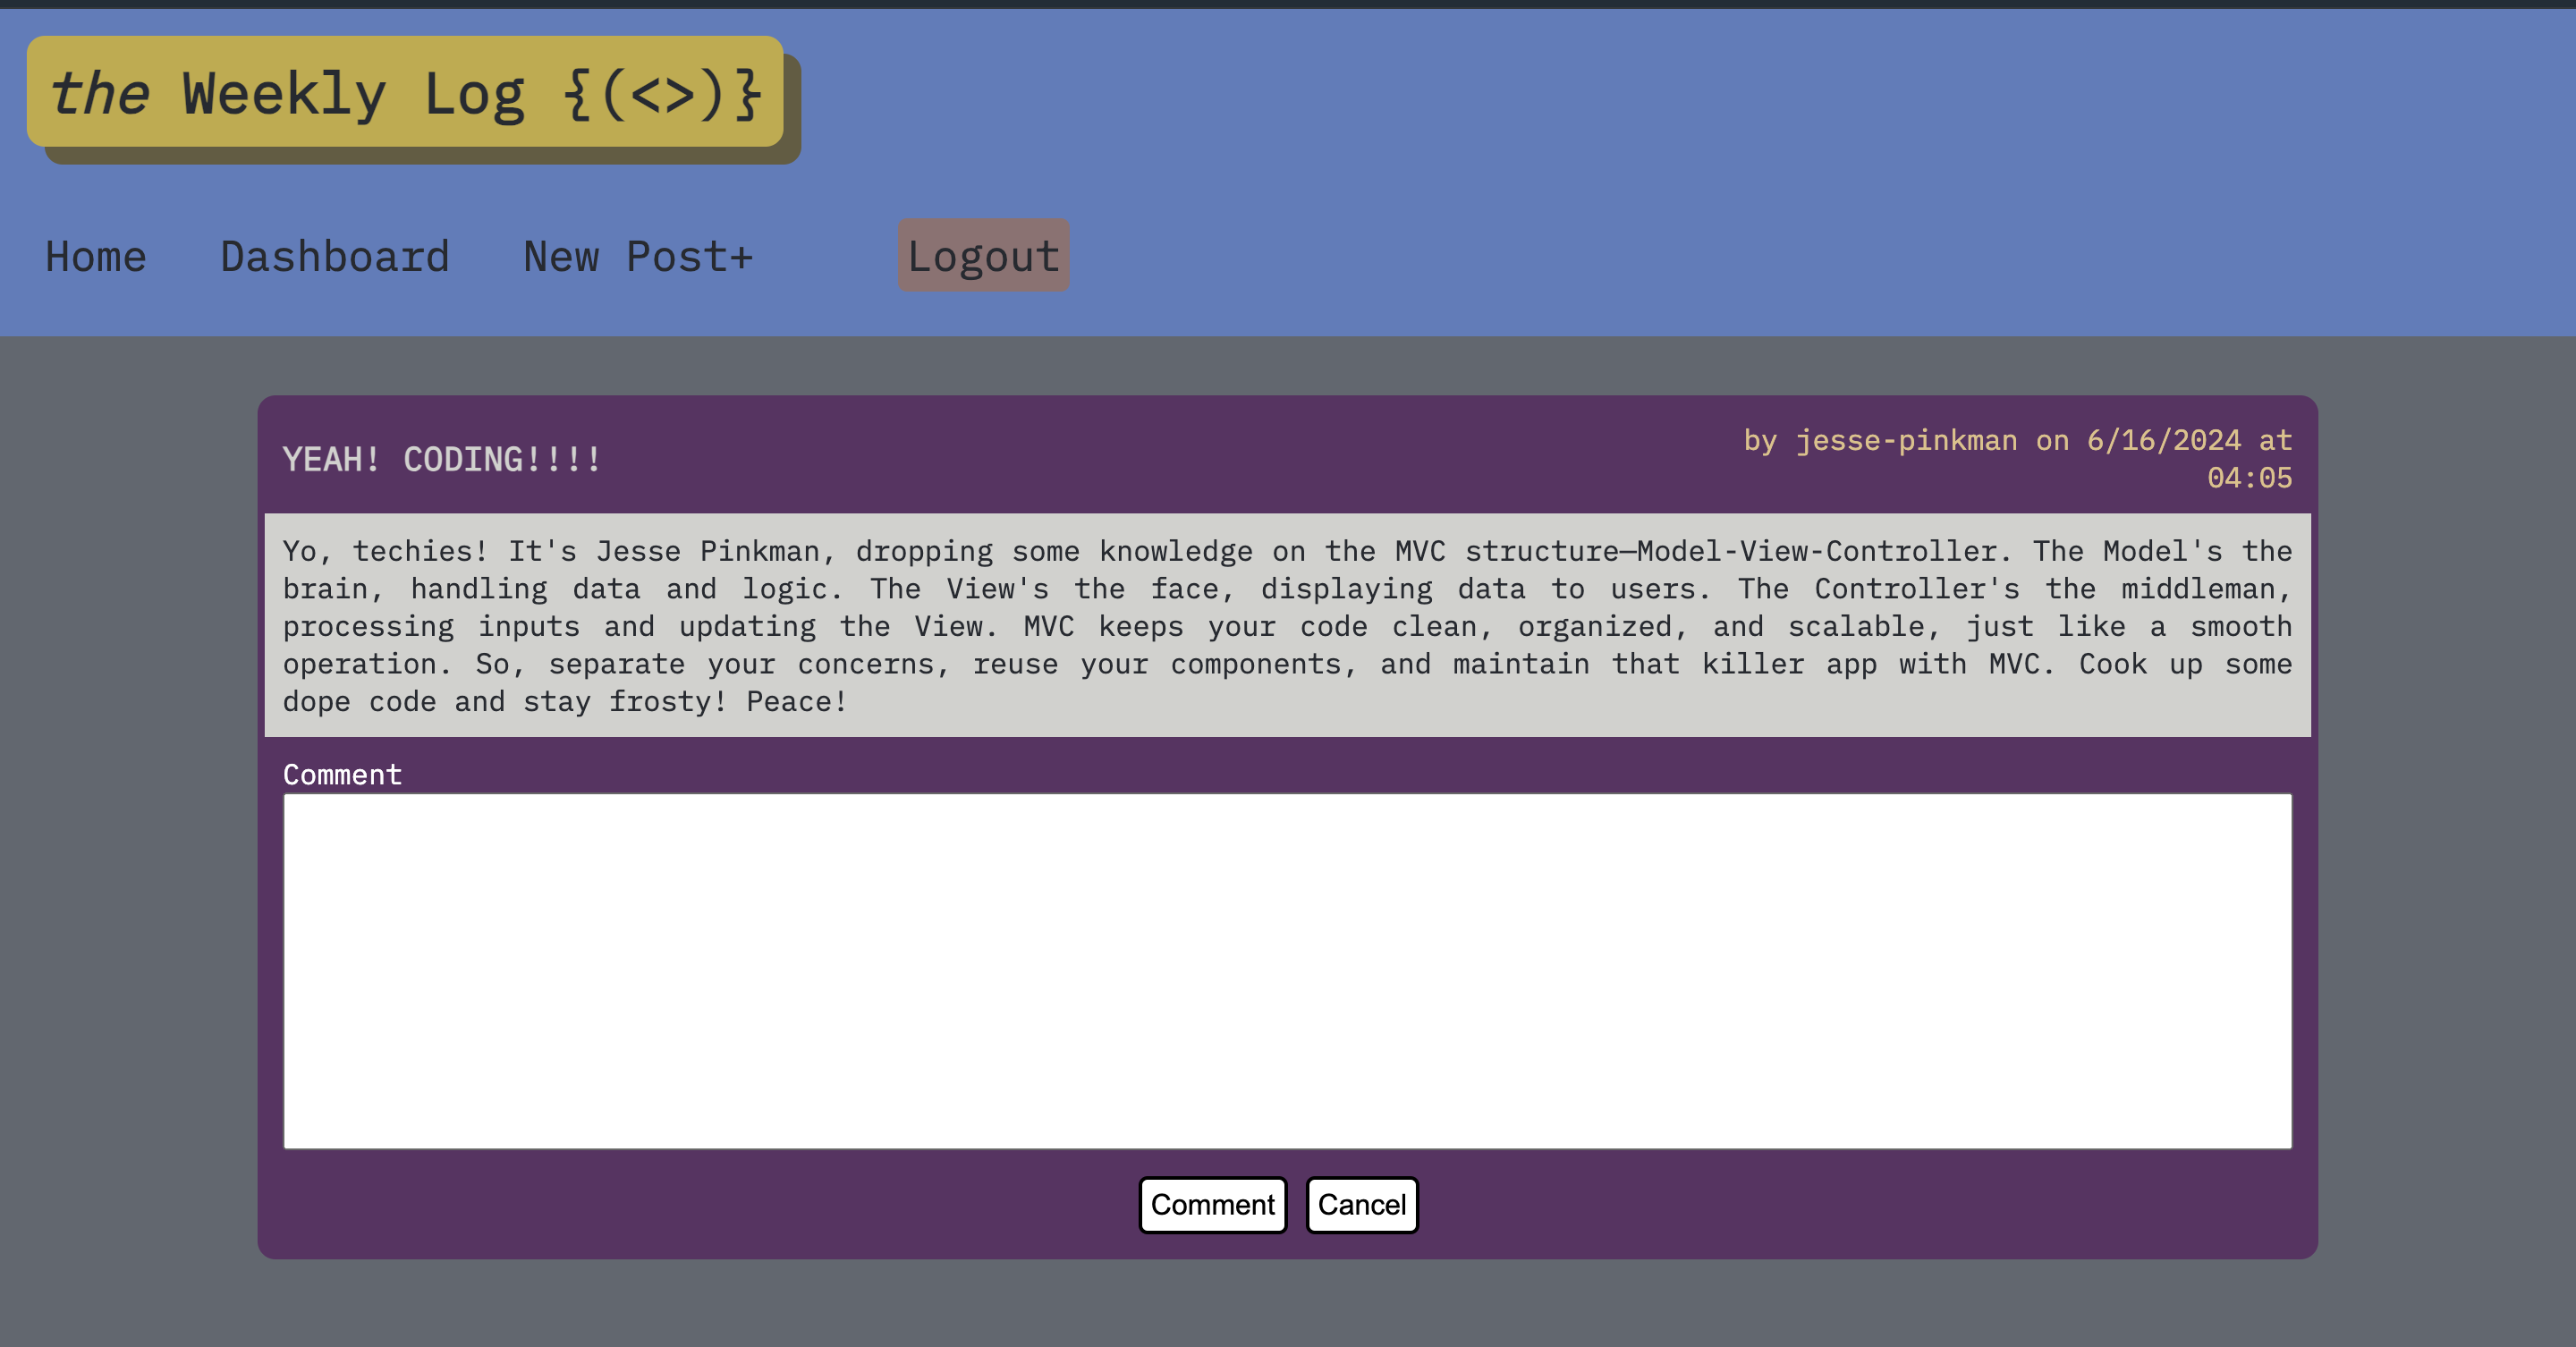 the Weekly Log {(<>)}
Home Dashboard New Post+ Logout
YEAH! CODING!!!!
by jesse-pinkman on 6/16/2024 at
04:05
Yo, techies! It's Jesse Pinkman, dropping some knowledge on the MVC structure—Model-View-Controller. The Model's the
brain, handling data and logic. The View's the face, displaying data to users. The Controller's the middleman,
processing inputs and updating the View. MVC keeps your code clean, organized, and scalable, just like a smooth
operation. So, separate your concerns, reuse your components, and maintain that killer app with MVC. Cook up some
dope code and stay frosty! Peace!
Comment
Comment Cancel